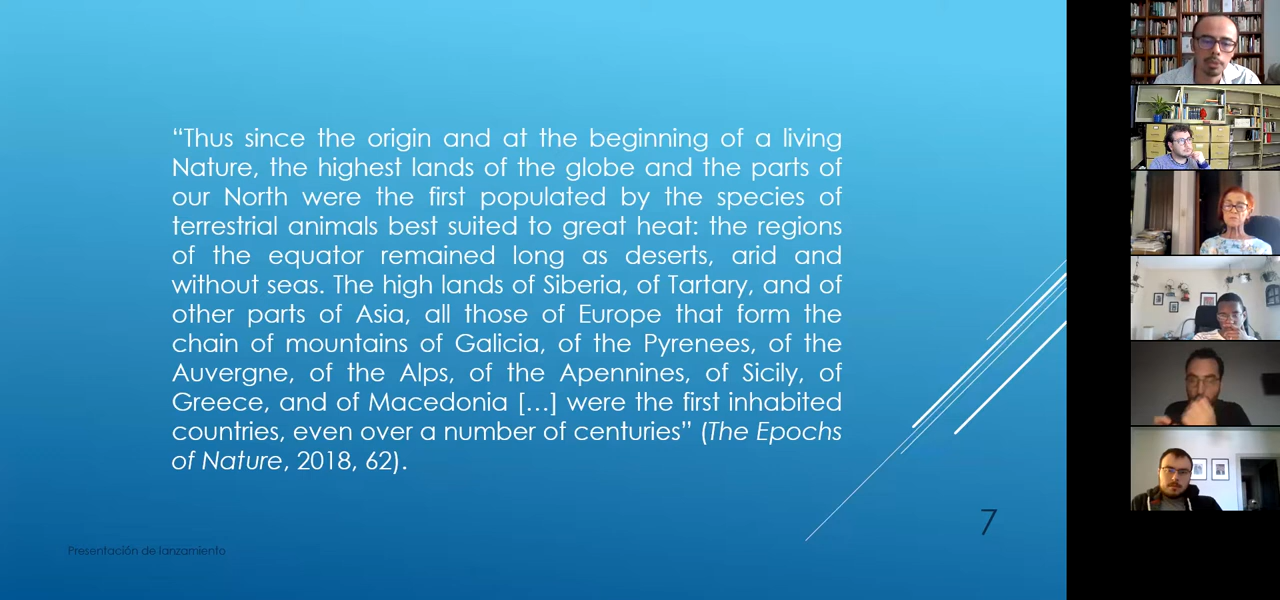 “Thus since the origin and at the beginning of a living
Nature, the highest lands of the globe and the parts of
our North were the first populated by the species of
terrestrial animals best suited to great heat: the regions
of the equator remained long as deserts, arid and
without seas. The high lands of Siberia, of Tartary, and of
other parts of Asia, all those of Europe that form the
chain of mountains of Galicia, of the Pyrenees, of the
Auvergne, of the Alps, of the Apennines, of Sicily, of
Greece, and of Macedonia […] were the first inhabited
countries, even over a number of centuries” (The Epochs
of Nature, 2018, 62).
7
Presentación de lanzamiento